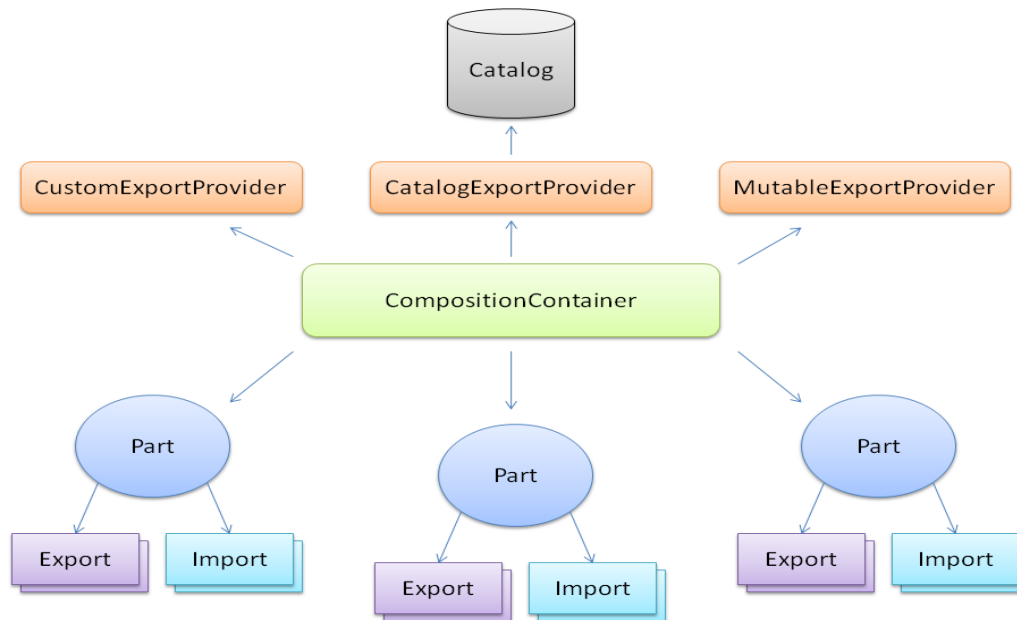 Catalog
CustomExportProvider
CatalogExportProvider
MutableExportProvider
CompositionContainer
Part
Part
Part
Export
Import
Export
Import
Export
Import